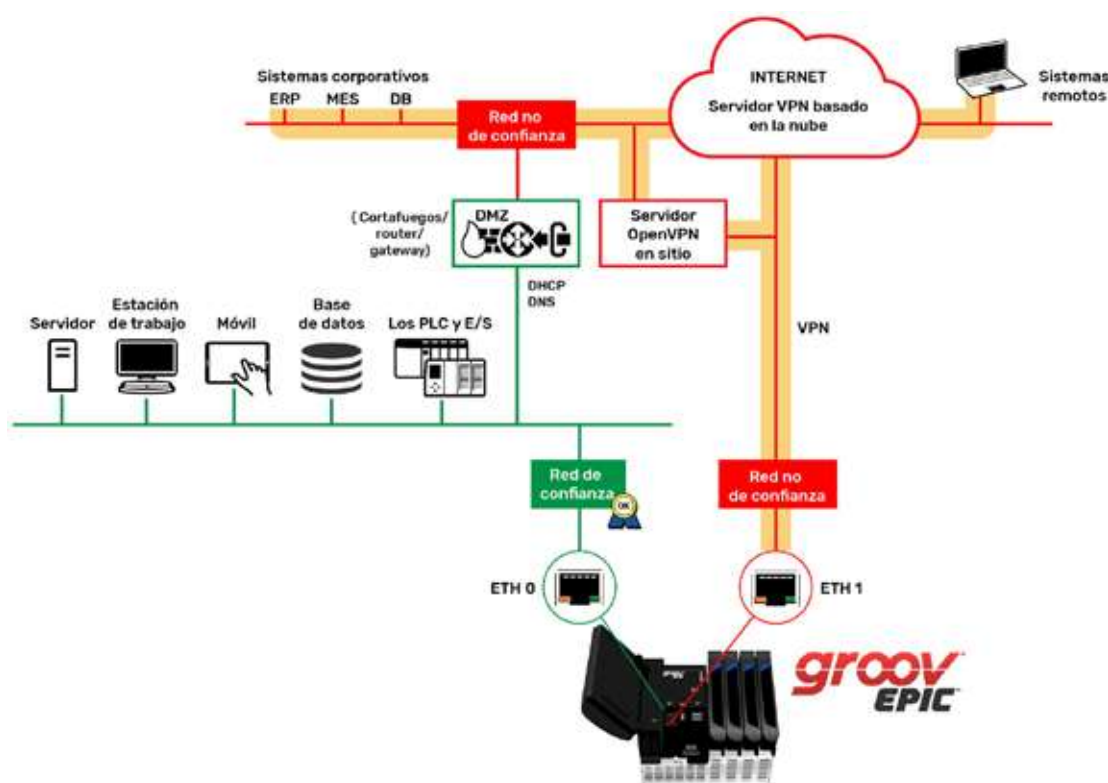 INTERNET
Servidor VPN basado
en la nube
Sistemas
remotos
Sistemas corporativos
ERP
MES
DB
Red no
de confianza
(Cortafuegos/
router/
gateway)
DMZ
Servidor
OpenVPN
en sitio
DHCP
DNS
VPN
Servidor
Estación
de trabajo
Móvil
Base
de datos
Los PLC y E/S
Red de
confianza
OK
Red no
de confianza
ETH 0
ETH 1
groov
EPIC